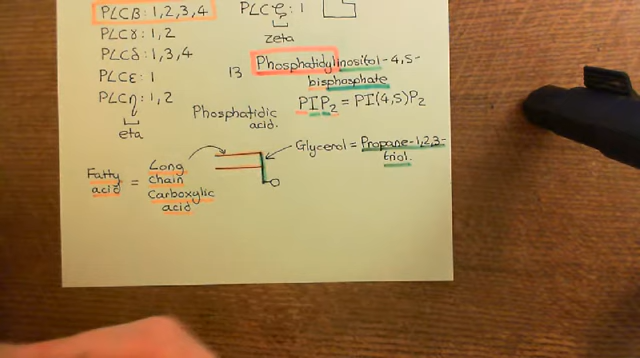 PLCβ: 1, 2, 3, 4
PLCγ: 1, 2
PLCδ: 1, 3, 4
PLCε: 1
PLCη: 1, 2
eta
PLCζ: 1
zeta
13
Phosphatidylinositol-4,5-
bisphosphate
PIP₂ = PI(4,5)P₂
Phosphatidic
acid.
Glycerol = Propane-1,2,3-
triol.
Fatty
acid
=
Long
chain
Carboxylic
acid